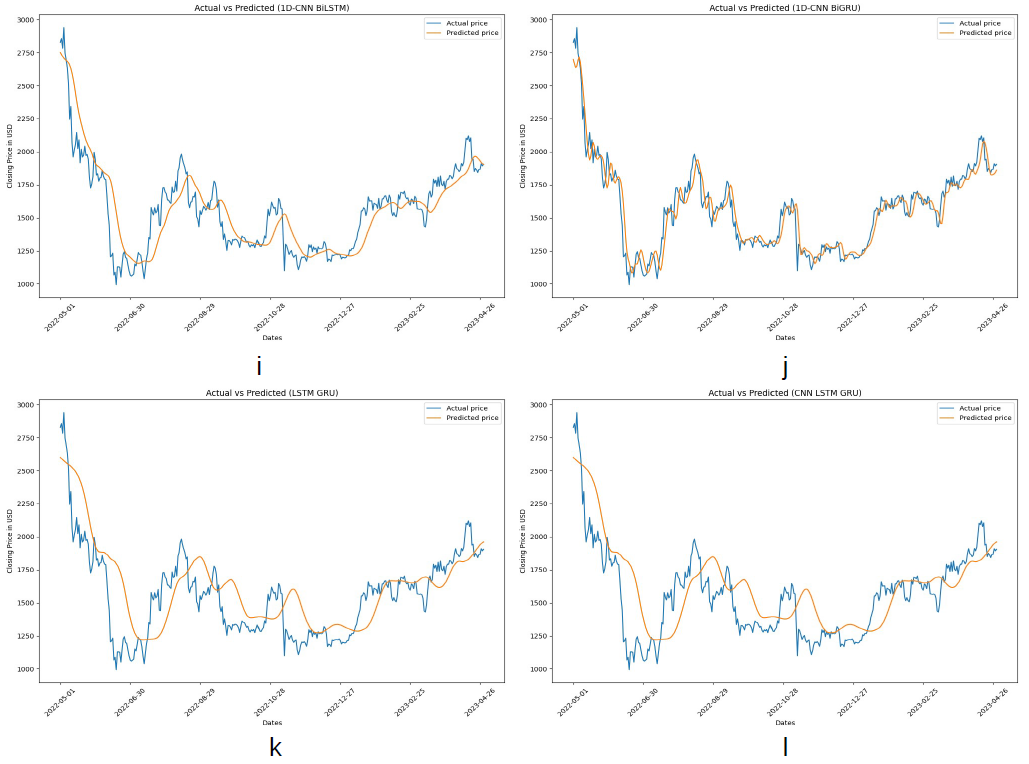 Actual vs Predicted (1D-CNN BiLSTM)
Actual price
Predicted price
3000
2750
2500
2250
2000
1750
1500
1250
1000
Closing Price in USD
2022-05-01
2022-06-30
2022-08-29
2022-10-28
2022-12-27
2023-02-25
2023-04-26
Dates
i
Actual vs Predicted (1D-CNN BiGRU)
Actual price
Predicted price
3000
2750
2500
2250
2000
1750
1500
1250
1000
Closing Price in USD
2022-05-01
2022-06-30
2022-08-29
2022-10-28
2022-12-27
2023-02-25
2023-04-26
Dates
j
Actual vs Predicted (LSTM GRU)
Actual price
Predicted price
3000
2750
2500
2250
2000
1750
1500
1250
1000
Closing Price in USD
2022-05-01
2022-06-30
2022-08-29
2022-10-28
2022-12-27
2023-02-25
2023-04-26
Dates
k
Actual vs Predicted (CNN LSTM GRU)
Actual price
Predicted price
3000
2750
2500
2250
2000
1750
1500
1250
1000
Closing Price in USD
2022-05-01
2022-06-30
2022-08-29
2022-10-28
2022-12-27
2023-02-25
2023-04-26
Dates
l